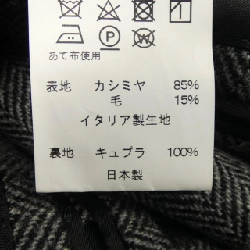 あて布使用
表地 カシミヤ 85%
毛 15%
イタリア製生地
裏地 キュプラ 100%
日本製